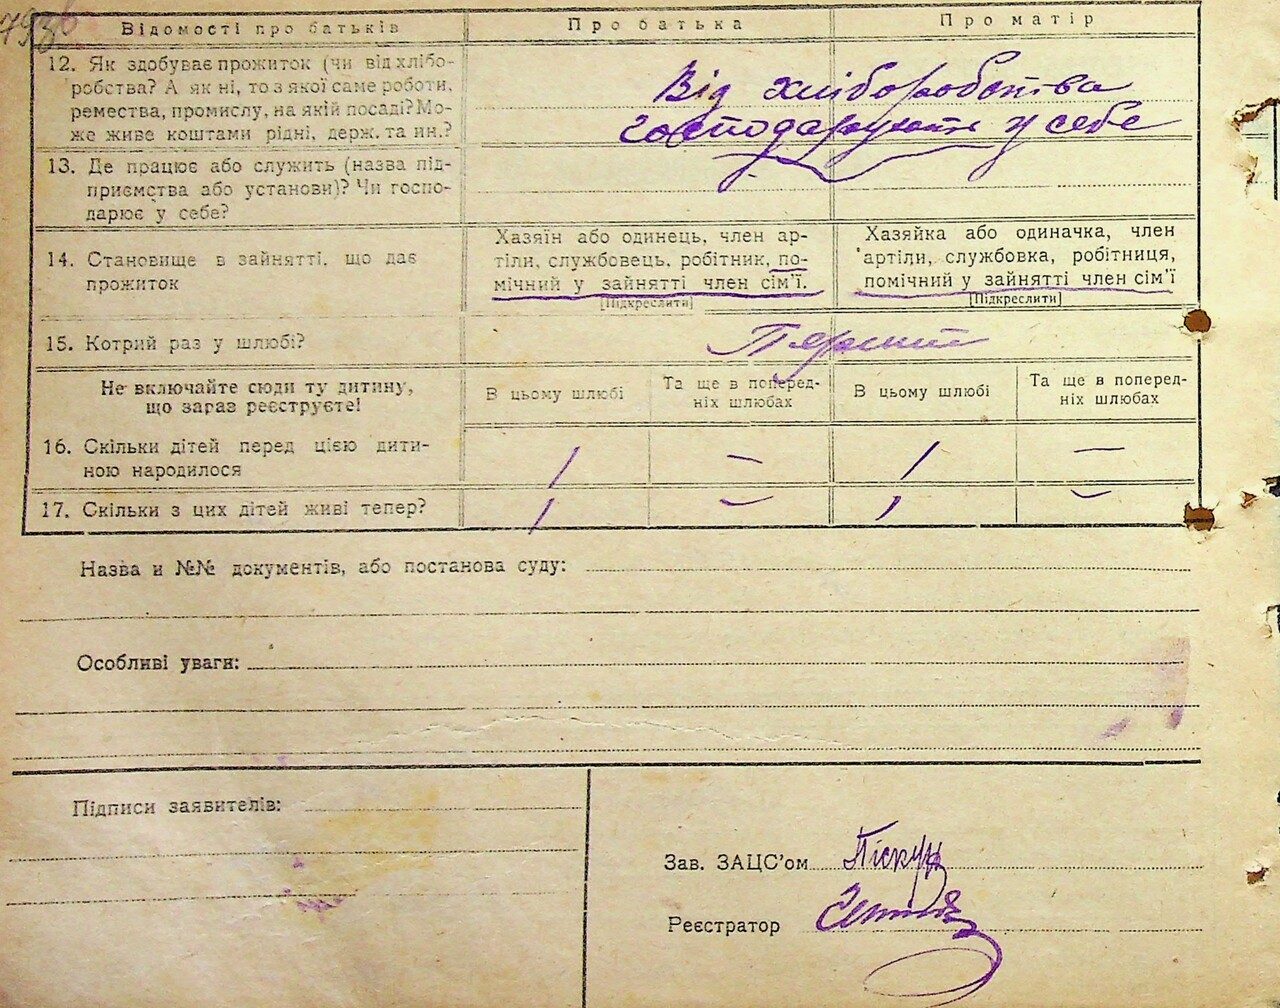 Відомості про батьків
Про батька
Про матір
12. Як здобуває прожиток (чи від хлібо-
робства? А як ні, то з якої саме роботи,
ремества, промислу, на якій посаді? Мо-
же живе коштами рідні, держ. та ин.?
Від хліборобства
господарюють у себе
13. Де працює або служить (назва під-
приємства або установи)? Чи госпо-
дарює у себе?
14. Становище в зайнятті, що дає
прожиток
Хазяїн або одинець, член ар-
тіли, службовець, робітник, по-
мічний у зайнятті член сім'ї.
[Підкреслити]
Хазяйка або одиначка, член
артіли, службовка, робітниця,
помічний у зайнятті член сім'ї
[Підкреслити]
15. Котрий раз у шлюбі?
Перший
Не включайте сюди ту дитину,
що зараз реєструєте!
В цьому шлюбі
Та ще в поперед-
ніх шлюбах
В цьому шлюбі
Та ще в поперед-
ніх шлюбах
16. Скільки дітей перед цією дити-
ною народилося
1 — 1 —
17. Скільки з цих дітей живі тепер?
1 — 1 —
Назва и №№ документів, або постанова суду:
Особливі уваги:
Підписи заявителів:
Зав. ЗАЦС'ом Піскун
Реєстратор